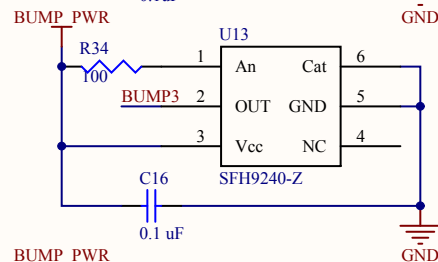 BUMP_PWR
GND
U13
R34
100
1
An
Cat
6
BUMP3
2
OUT
GND
5
3
Vcc
NC
4
C16
SFH9240-Z
0.1 uF
BUMP_PWR
GND